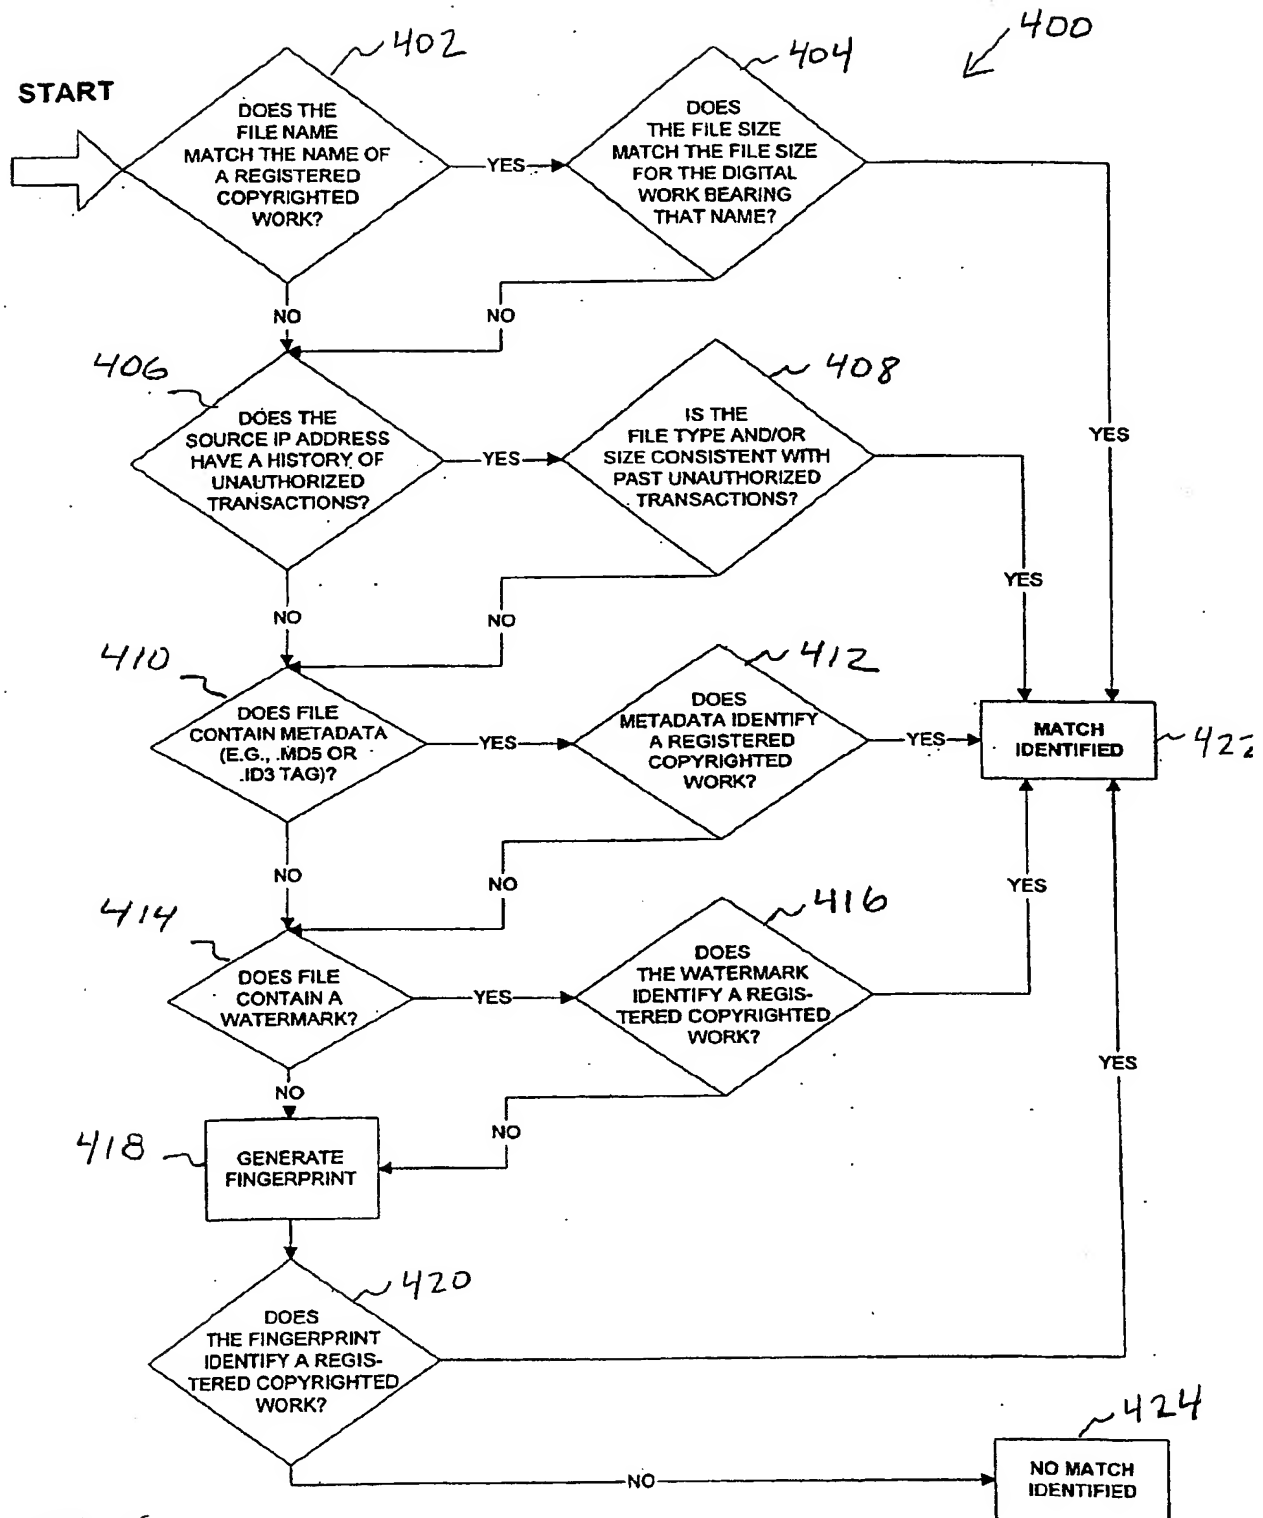 400
402
404
START
DOES THE
FILE NAME
MATCH THE NAME OF
A REGISTERED
COPYRIGHTED
WORK?
YES
DOES
THE FILE SIZE
MATCH THE FILE SIZE
FOR THE DIGITAL
WORK BEARING
THAT NAME?
NO
NO
YES
406
408
DOES THE
SOURCE IP ADDRESS
HAVE A HISTORY OF
UNAUTHORIZED
TRANSACTIONS?
YES
IS THE
FILE TYPE AND/OR
SIZE CONSISTENT WITH
PAST UNAUTHORIZED
TRANSACTIONS?
YES
NO
NO
410
412
DOES FILE
CONTAIN METADATA
(E.G., .MD5 OR
.ID3 TAG)?
YES
DOES
METADATA IDENTIFY
A REGISTERED
COPYRIGHTED
WORK?
YES
MATCH
IDENTIFIED
422
NO
NO
YES
414
416
DOES FILE
CONTAIN A
WATERMARK?
YES
DOES
THE WATERMARK
IDENTIFY A REGIS-
TERED COPYRIGHTED
WORK?
NO
NO
YES
418
GENERATE
FINGERPRINT
420
DOES
THE FINGERPRINT
IDENTIFY A REGIS-
TERED COPYRIGHTED
WORK?
NO
424
NO MATCH
IDENTIFIED